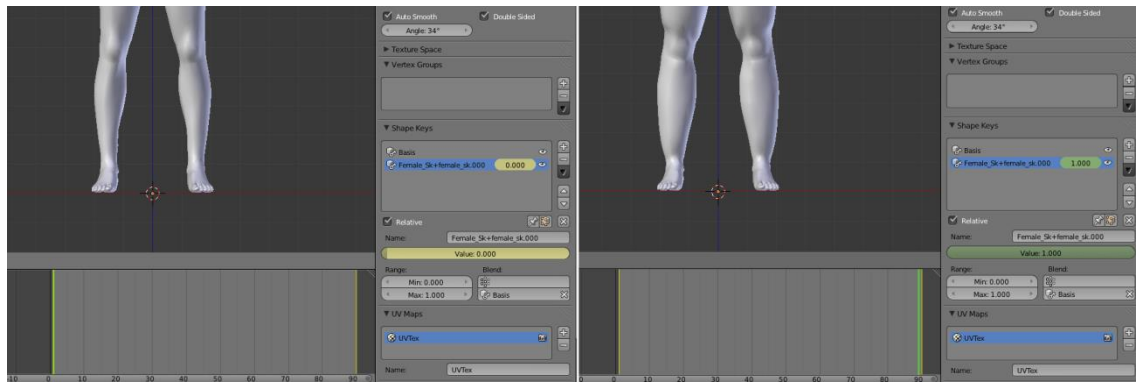 Auto Smooth Double Sided
Angle: 34°
Texture Space
Vertex Groups
Shape Keys
Basis
Female_Sk+female_sk.000 0.000
Relative
Name: Female_Sk+female_sk.000
Value: 0.000
Range: Blend:
Min: 0.000
Max: 1.000 Basis
UV Maps
UVTex
Name: UVTex
-10 0 10 20 30 40 50 60 70 80 90
Auto Smooth Double Sided
Angle: 34°
Texture Space
Vertex Groups
Shape Keys
Basis
Female_Sk+female_sk.000 1.000
Relative
Name: Female_Sk+female_sk.000
Value: 1.000
Range: Blend:
Min: 0.000
Max: 1.000 Basis
UV Maps
UVTex
Name: UVTex
0 10 20 30 40 50 60 70 80 90